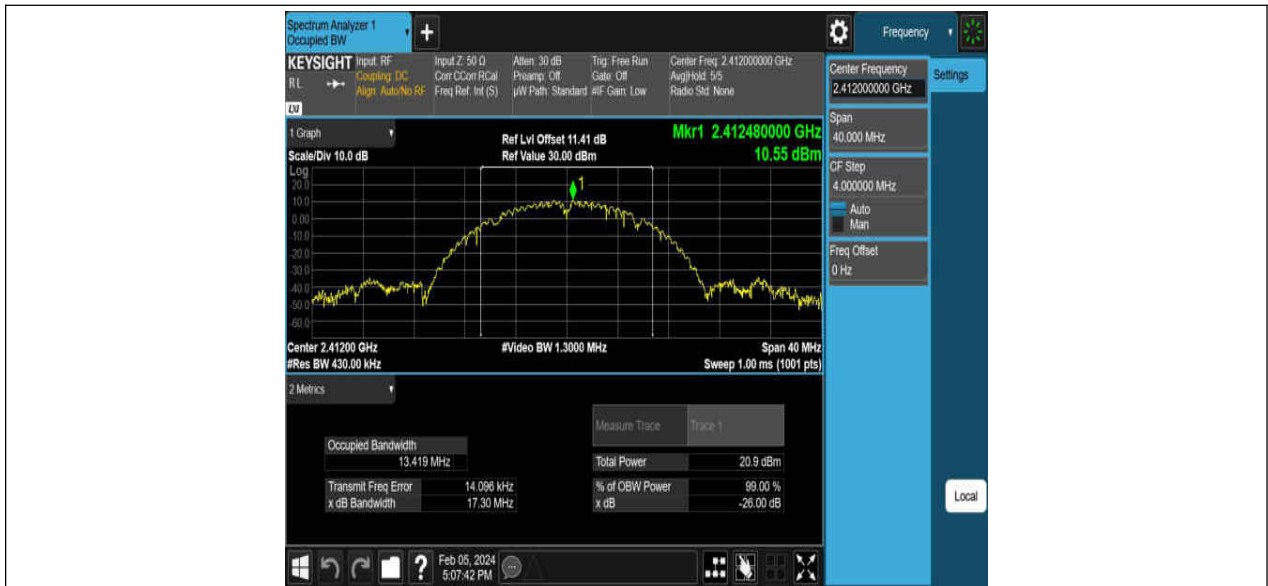 Spectrum Analyzer 1
Occupied BW
+
Frequency
KEYSIGHT
RL
LXI
Input: RF
Coupling: DC
Align: Auto/No RF
Input Z: 50 Ω
Corr CCorr RCal
Freq Ref: Int (S)
Atten: 30 dB
Preamp: Off
µW Path: Standard
Trig: Free Run
Gate: Off
#IF Gain: Low
Center Freq: 2.412000000 GHz
Avg|Hold: 5/5
Radio Std: None
Center Frequency
2.412000000 GHz
Settings
Span
40.000 MHz
CF Step
4.000000 MHz
Auto
Man
Freq Offset
0 Hz
Local
1 Graph
Scale/Div 10.0 dB
Ref Lvl Offset 11.41 dB
Ref Value 30.00 dBm
Mkr1 2.412480000 GHz
10.55 dBm
Log
20.0
10.0
0.00
-10.0
-20.0
-30.0
-40.0
-50.0
-60.0
1
Center 2.41200 GHz
#Res BW 430.00 kHz
#Video BW 1.3000 MHz
Span 40 MHz
Sweep 1.00 ms (1001 pts)
2 Metrics
Measure Trace Trace 1
Occupied Bandwidth
13.419 MHz
Total Power 20.9 dBm
Transmit Freq Error 14.096 kHz
% of OBW Power 99.00 %
x dB Bandwidth 17.30 MHz
x dB -26.00 dB
?
Feb 05, 2024
5:07:42 PM